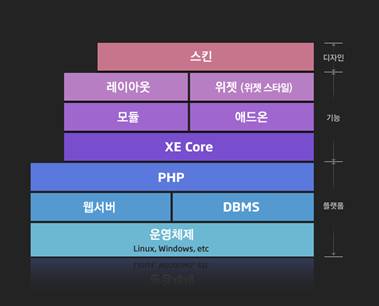 스킨
디자인
레이아웃
위젯 (위젯 스타일)
모듈
애드온
기능
XE Core
PHP
웹서버
DBMS
플랫폼
운영체제
Linux, Windows, etc